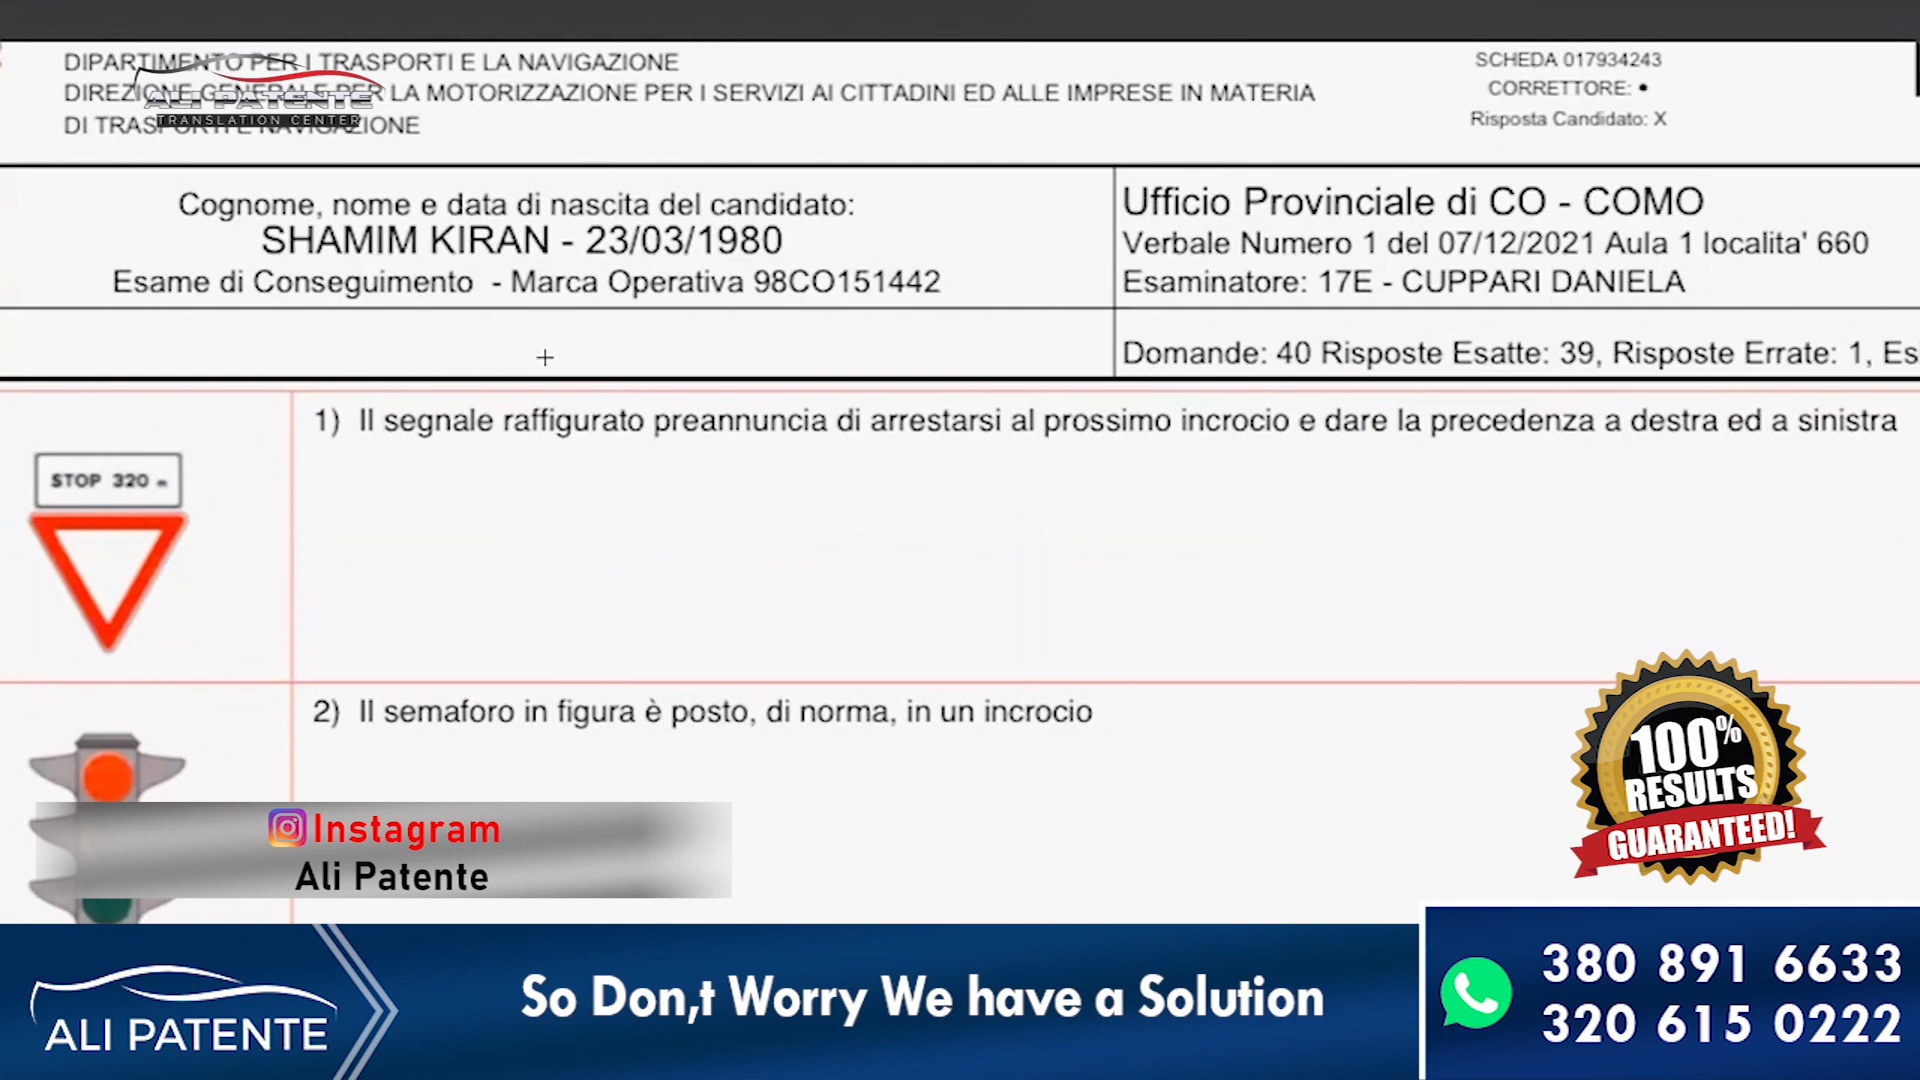 DIPARTIMENTO PER I TRASPORTI E LA NAVIGAZIONE
DIREZIONE GENERALE PER LA MOTORIZZAZIONE PER I SERVIZI AI CITTADINI ED ALLE IMPRESE IN MATERIA
DI TRASPORTI E NAVIGAZIONE
ALI PATENTE
TRANSLATION CENTER
SCHEDA 017934243
CORRETTORE: •
Risposta Candidato: X
Cognome, nome e data di nascita del candidato:
SHAMIM KIRAN - 23/03/1980
Esame di Conseguimento - Marca Operativa 98CO151442
Ufficio Provinciale di CO - COMO
Verbale Numero 1 del 07/12/2021 Aula 1 localita' 660
Esaminatore: 17E - CUPPARI DANIELA
Domande: 40 Risposte Esatte: 39, Risposte Errate: 1,
1) Il segnale raffigurato preannuncia di arrestarsi al prossimo incrocio e dare la precedenza a destra ed a sinistra
STOP 320 m
2) Il semaforo in figura è posto, di norma, in un incrocio
100%
RESULTS
GUARANTEED!
Instagram
Ali Patente
ALI PATENTE
So Don,t Worry We have a Solution
380 891 6633
320 615 0222